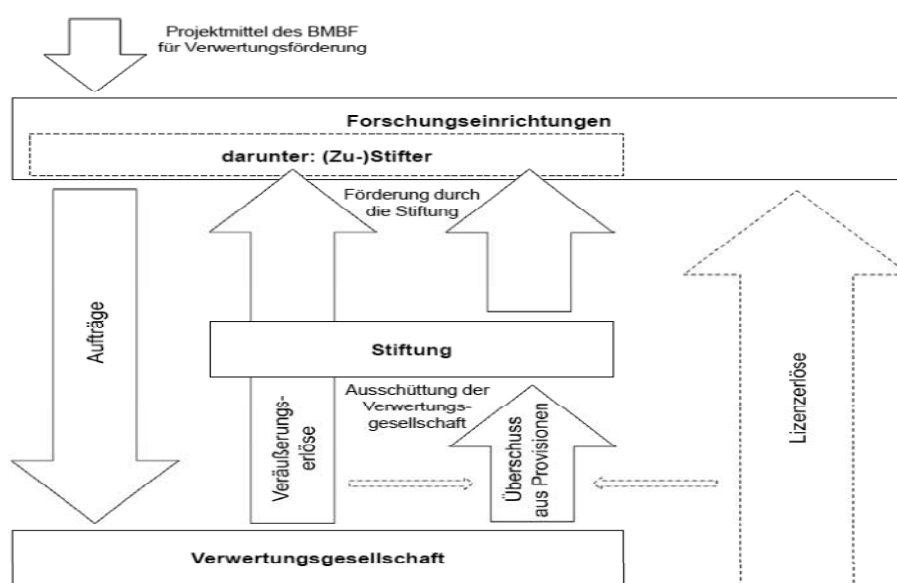 Projektmittel des BMBF
für Verwertungsförderung
Forschungseinrichtungen
darunter: (Zu-)Stifter
Förderung durch
die Stiftung
Aufträge
Stiftung
Ausschüttung der
Verwertungs-
gesellschaft
Veräußerungs-
erlöse
Überschuss
aus Provisionen
Lizenzerlöse
Verwertungsgesellschaft